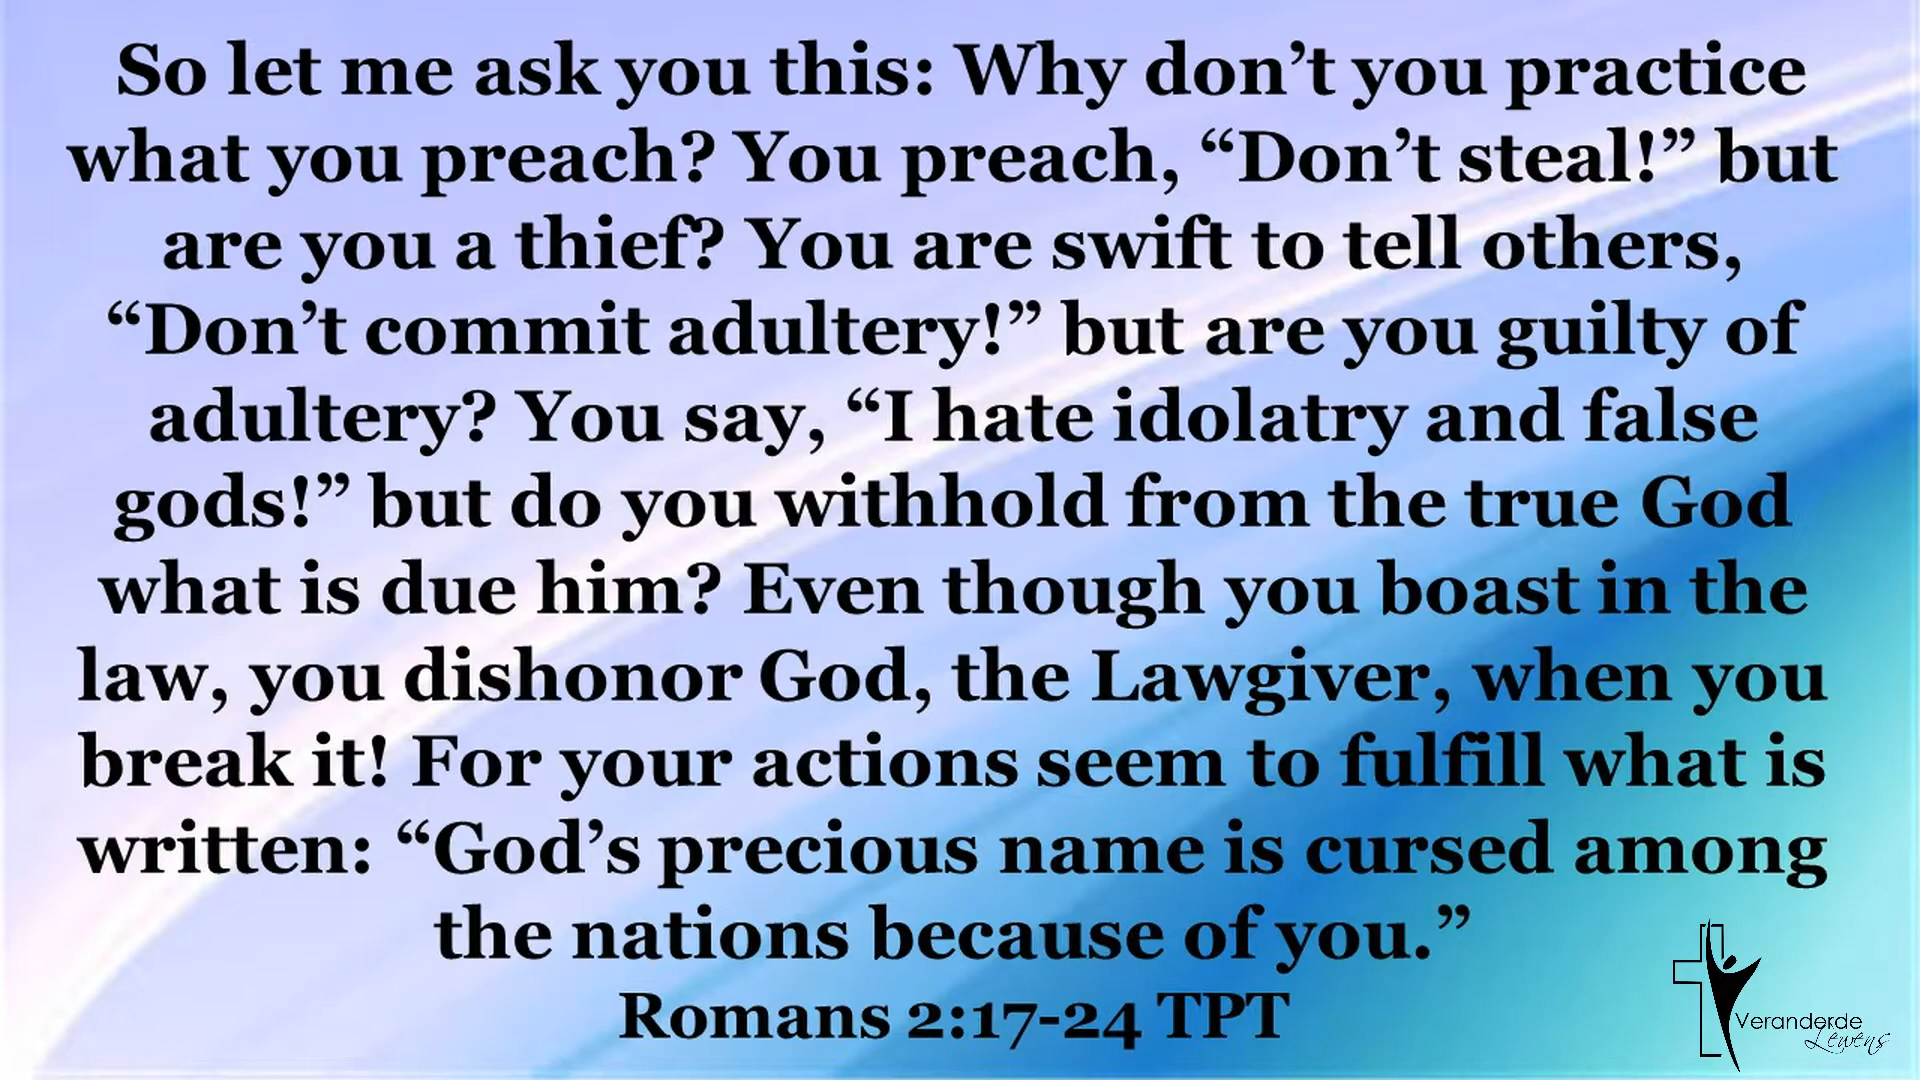 So let me ask you this: Why don’t you practice
what you preach? You preach, “Don’t steal!” but
are you a thief? You are swift to tell others,
“Don’t commit adultery!” but are you guilty of
adultery? You say, “I hate idolatry and false
gods!” but do you withhold from the true God
what is due him? Even though you boast in the
law, you dishonor God, the Lawgiver, when you
break it! For your actions seem to fulfill what is
written: “God’s precious name is cursed among
the nations because of you.”
Romans 2:17-24 TPT
Veranderde
Lewens